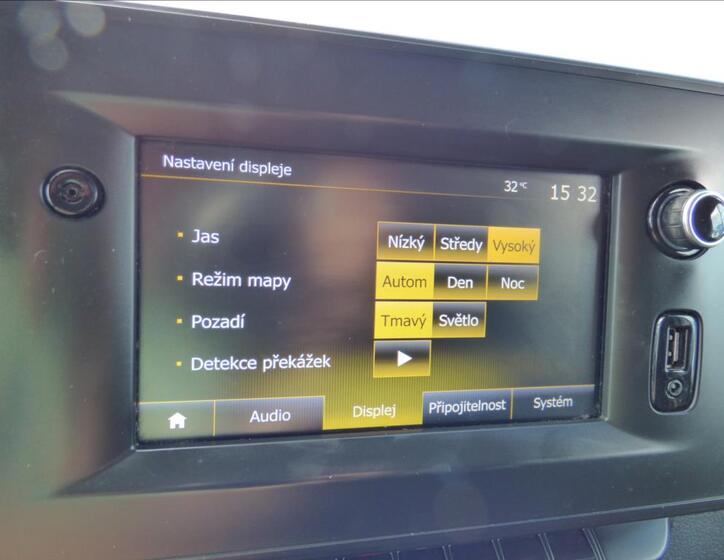 Nastavení displeje
32 °C 15 32
Jas Nízký Středy Vysoký
Režim mapy Autom Den Noc
Pozadí Tmavý Světlo
Detekce překážek
Audio Displej Připojitelnost Systém